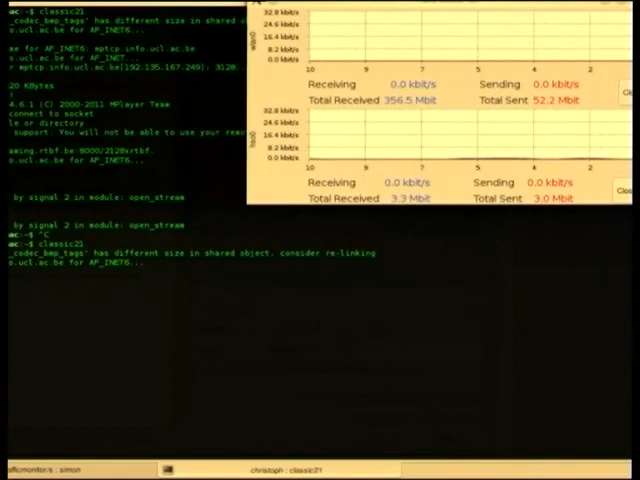 ac:~$ classic21
_codec_bmp_tags' has different size in shared o
o.ucl.ac.be for AF_INET6...
ae for AF_INET6: mptcp.info.ucl.ac.be
o.ucl.ac.be for AF_INET6...
r mptcp.info.ucl.ac.be[192.135.167.249]: 3128...
20 KBytes
4.6.1 (C) 2000-2011 MPlayer Team
connect to socket
le or directory
support. You will not be able to use your remo
aming.rtbf.be:8000/2128xrtbf.
o.ucl.ac.be for AF_INET6...
by signal 2 in module: open_stream
by signal 2 in module: open_stream
ac:~$ ^C
ac:~$ classic21
_codec_bmp_tags' has different size in shared object, consider re-linking
o.ucl.ac.be for AF_INET6...
32.8 kbit/s
24.6 kbit/s
16.4 kbit/s
8.2 kbit/s
0.0 kbit/s
10 9 7 5 4 2
Receiving 0.0 kbit/s Sending 0.0 kbit/s
Total Received 356.5 Mbit Total Sent 52.2 Mbit
Clo
32.8 kbit/s
24.6 kbit/s
16.4 kbit/s
8.2 kbit/s
0.0 kbit/s
10 9 7 5 4 2
Receiving 0.0 kbit/s Sending 0.0 kbit/s
Total Received 3.3 Mbit Total Sent 3.0 Mbit
Clos
afficmonitor/s : simon
christoph : classic21